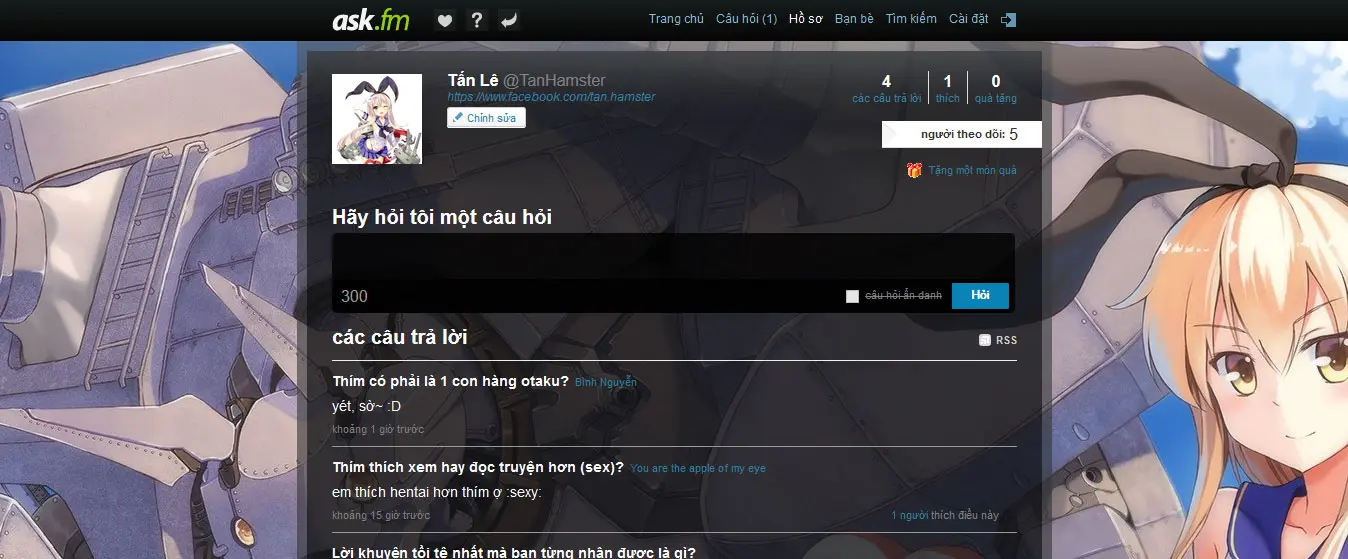 ask.fm
Trang chủ Câu hỏi (1) Hồ sơ Bạn bè Tìm kiếm Cài đặt
Tấn Lê @TanHamster
https://www.facebook.com/tan.hamster
Chỉnh sửa
4 1 0
các câu trả lời thích quà tặng
người theo dõi: 5
Tặng một món quà
Hãy hỏi tôi một câu hỏi
300 câu hỏi ẩn danh Hỏi
các câu trả lời RSS
Thím có phải là 1 con hàng otaku? Bình Nguyễn
yét, sờ~ :D
khoảng 1 giờ trước
Thím thích xem hay đọc truyện hơn (sex)? You are the apple of my eye
em thích hentai hơn thím ơ :sexy:
khoảng 15 giờ trước 1 người thích điều này
Lời khuyên tồi tệ nhất mà bạn từng nhận được là gì?